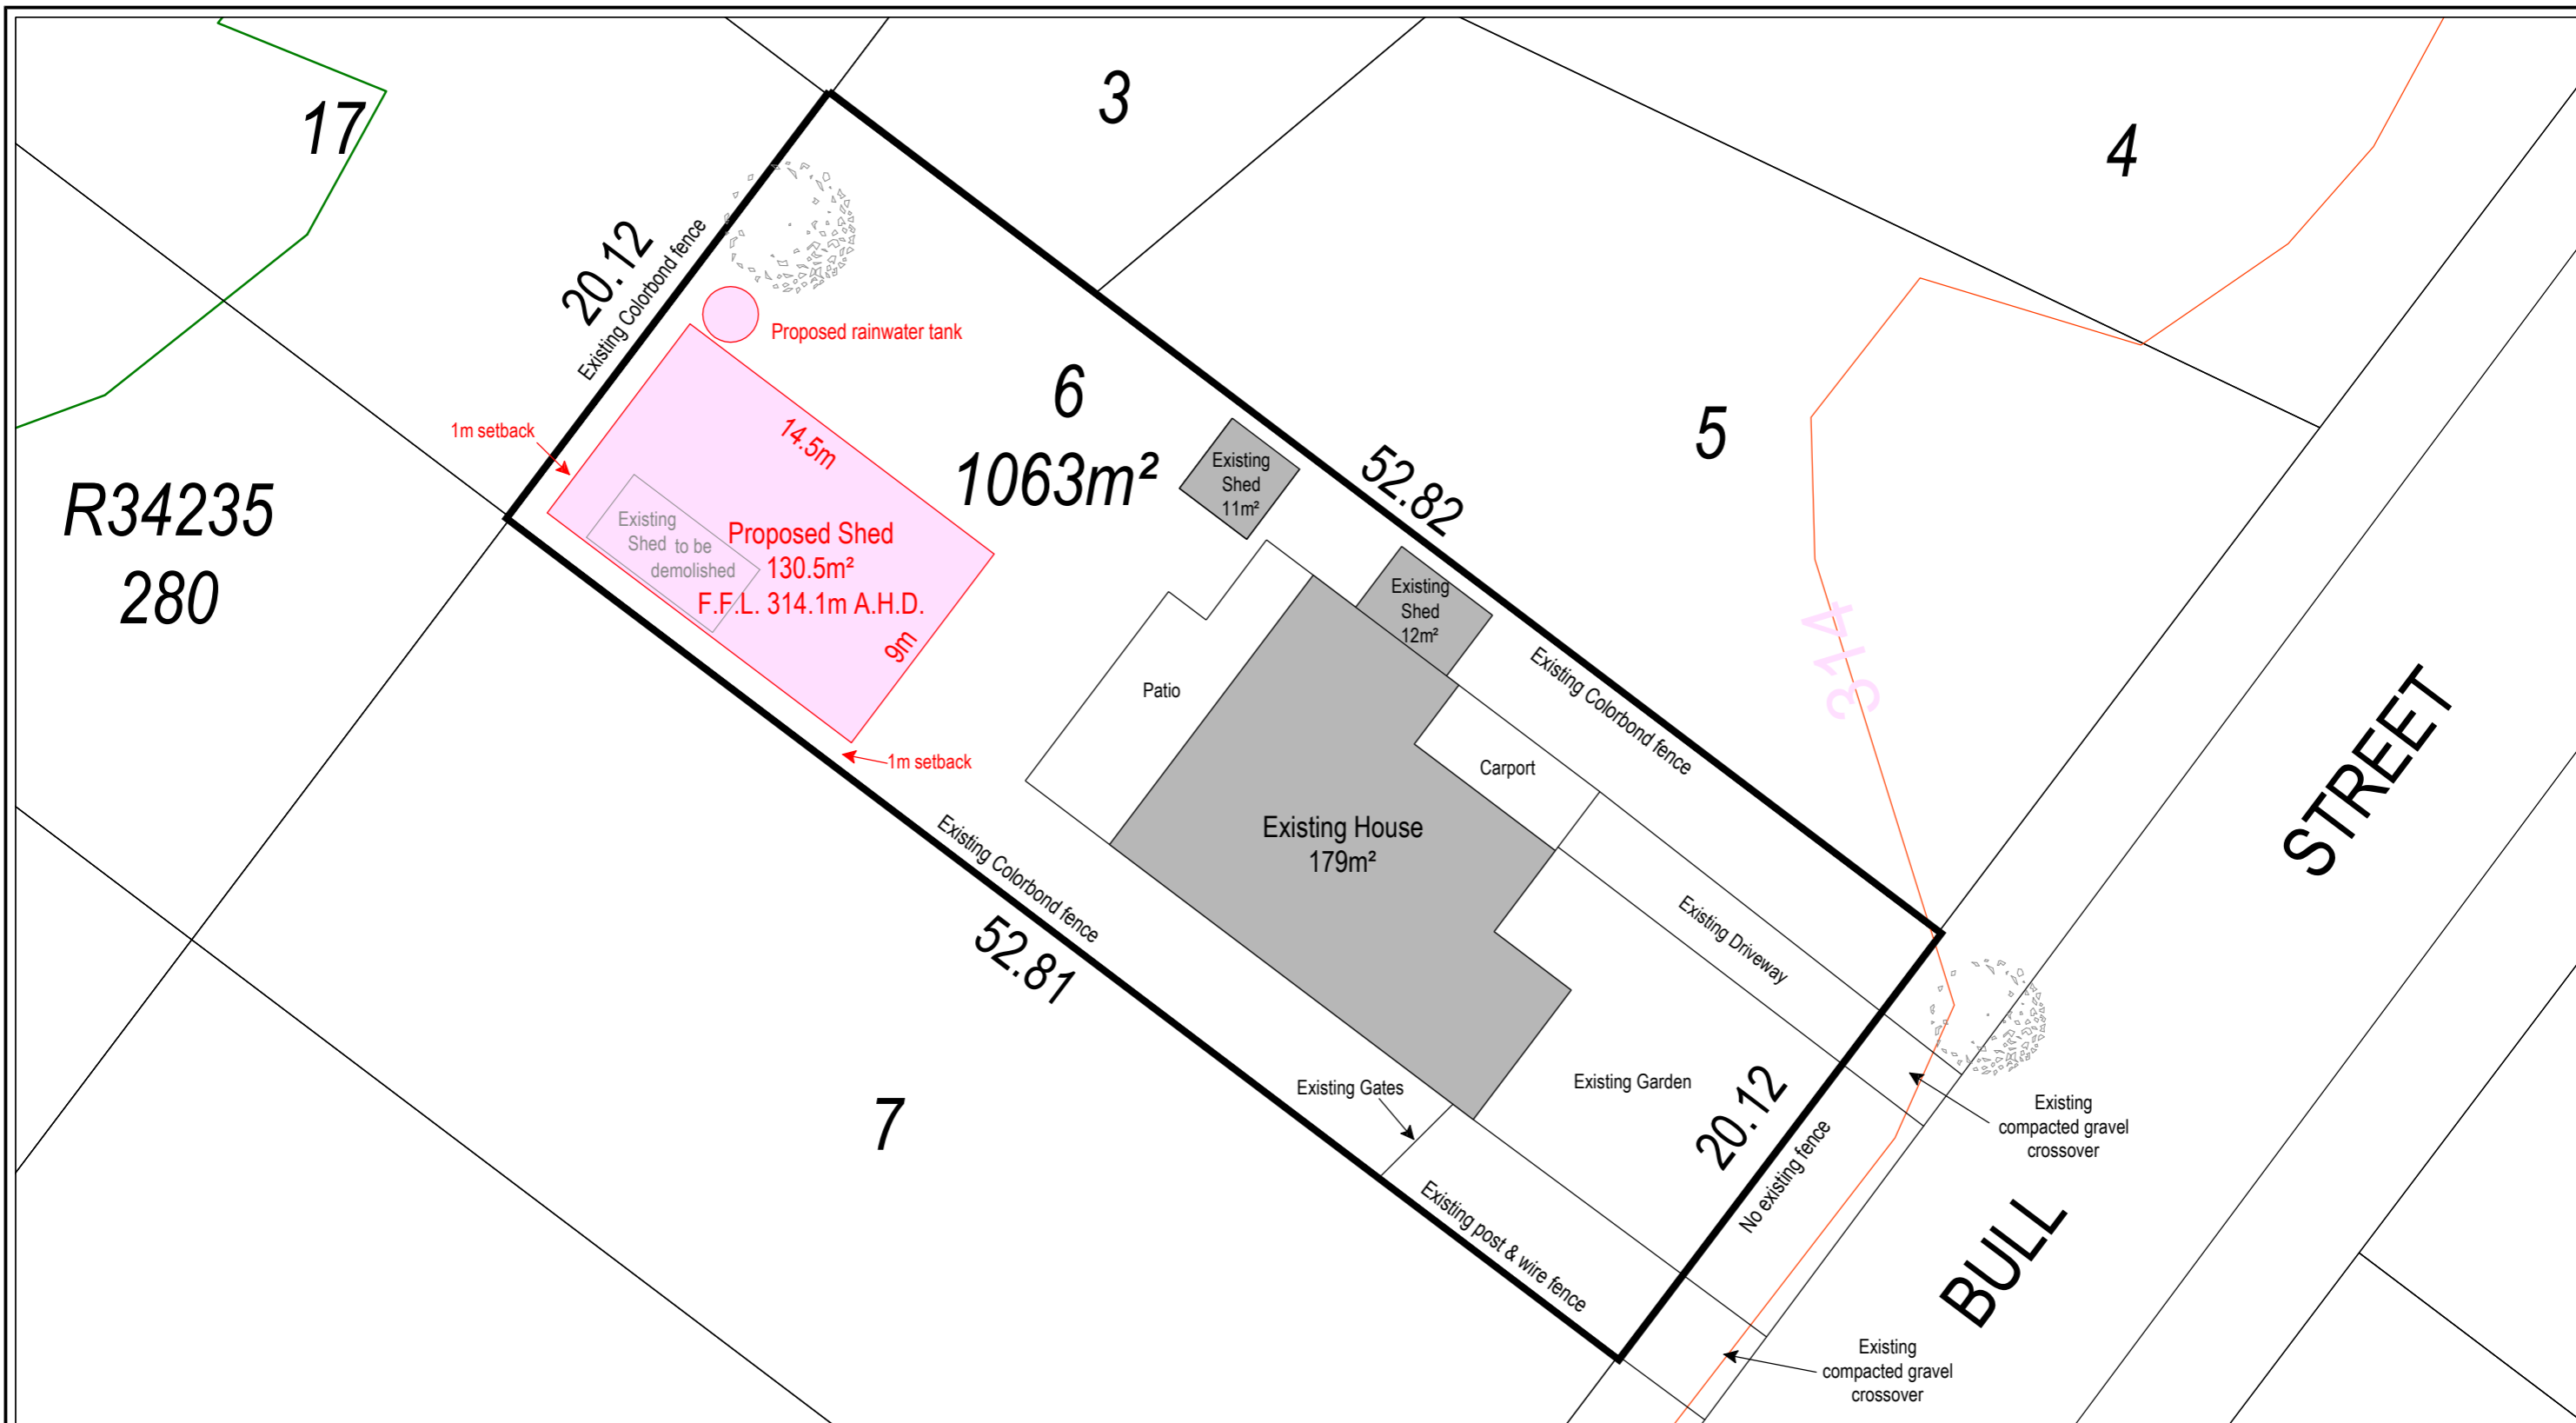 17
3
4
20.12
Existing Colorbond fence
Proposed rainwater tank
6
1063m²
5
1m setback
14.5m
Existing
Shed
11m²
52.82
R34235
280
Existing
Shed to be
demolished
Proposed Shed
130.5m²
F.F.L. 314.1m A.H.D.
9m
Existing
Shed
12m²
314
Existing Colorbond fence
Patio
1m setback
Carport
STREET
Existing House
179m²
Existing Colorbond fence
52.81
Existing Driveway
Existing Gates
Existing Garden
20.12
No existing fence
7
Existing
compacted gravel
crossover
Existing post & wire fence
BULL
Existing
compacted gravel
crossover